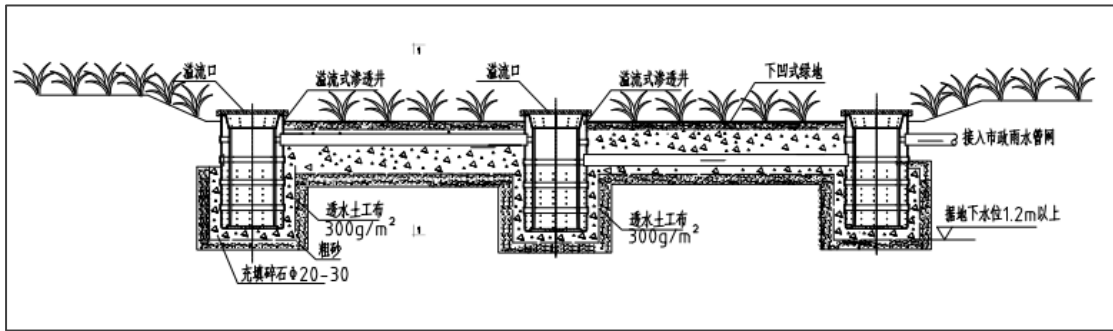 1
溢流口
溢流式渗透井
溢流口
溢流式渗透井
下凹式绿地
接入市政雨水管网
透水土工布
300g/m²
透水土工布
300g/m²
据地下水位1.2m以上
1
粗砂
充填碎石Φ20-30